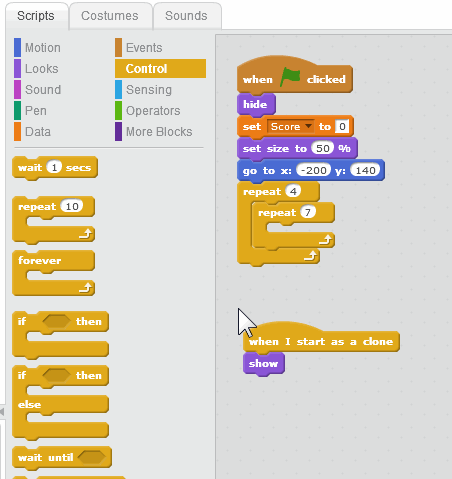 Scripts Costumes Sounds
Motion Events
Looks Control
Sound Sensing
Pen Operators
Data More Blocks
wait 1 secs
repeat 10
forever
if then
if then
else
wait until
when clicked
hide
set Score to 0
set size to 50 %
go to x: -200 y: 140
repeat 4
repeat 7
when I start as a clone
show